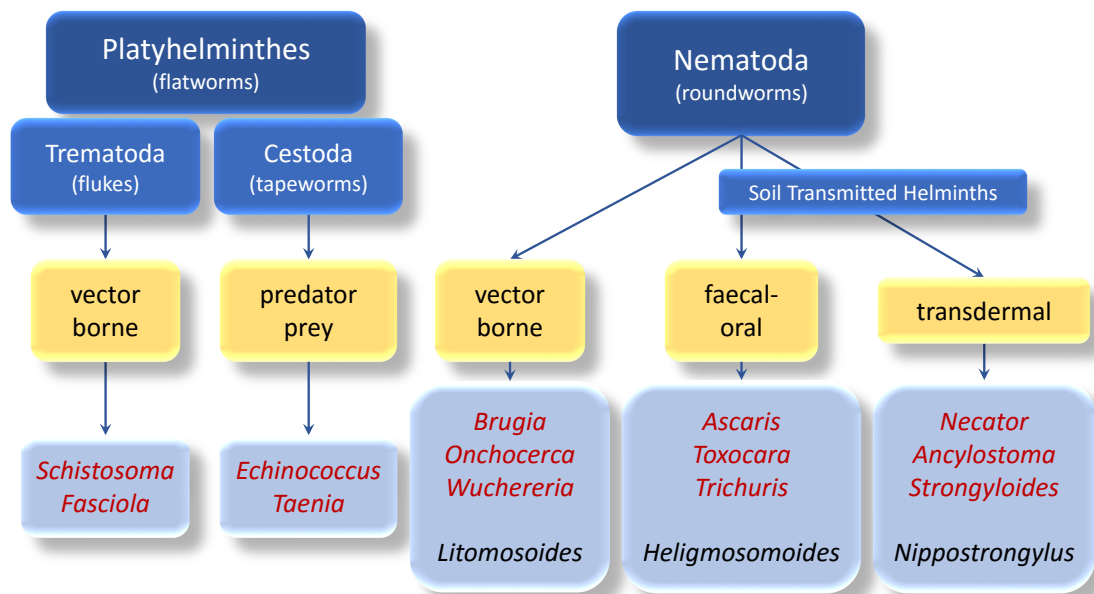 Platyhelminthes
(flatworms)
Trematoda
(flukes)
Cestoda
(tapeworms)
Nematoda
(roundworms)
Soil Transmitted Helminths
vector
borne
predator
prey
vector
borne
faecal-
oral
transdermal
Schistosoma
Fasciola
Echinococcus
Taenia
Brugia
Onchocerca
Wuchereria
Litomosoides
Ascaris
Toxocara
Trichuris
Heligmosomoides
Necator
Ancylostoma
Strongyloides
Nippostrongylus